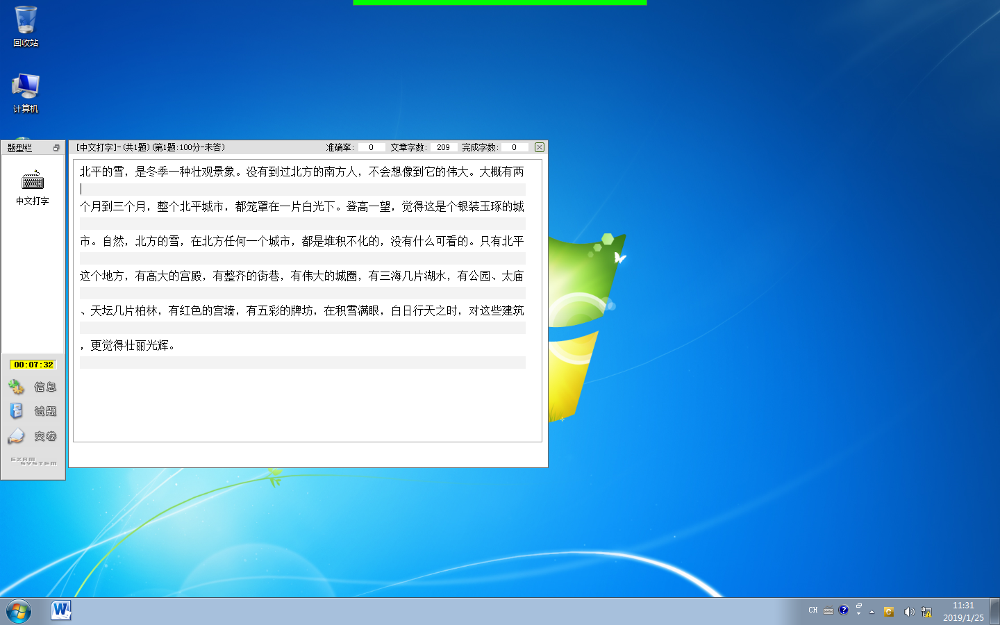 回收站
计算机
题型栏
中文打字
00:07:32
信息
试题
交卷
EXAM
SYSTEM
[中文打字]-(共1题)(第1题:100分-未答) 准确率: 0 文章字数: 209 完成字数: 0
北平的雪，是冬季一种壮观景象。没有到过北方的南方人，不会想像到它的伟大。大概有两
个月到三个月，整个北平城市，都笼罩在一片白光下。登高一望，觉得这是个银装玉琢的城
市。自然，北方的雪，在北方任何一个城市，都是堆积不化的，没有什么可看的。只有北平
这个地方，有高大的宫殿，有整齐的街巷，有伟大的城圈，有三海几片湖水，有公园、太庙
、天坛几片柏林，有红色的宫墙，有五彩的牌坊，在积雪满眼，白日行天之时，对这些建筑
，更觉得壮丽光辉。
W
CH
?
C
11:31
2019/1/25